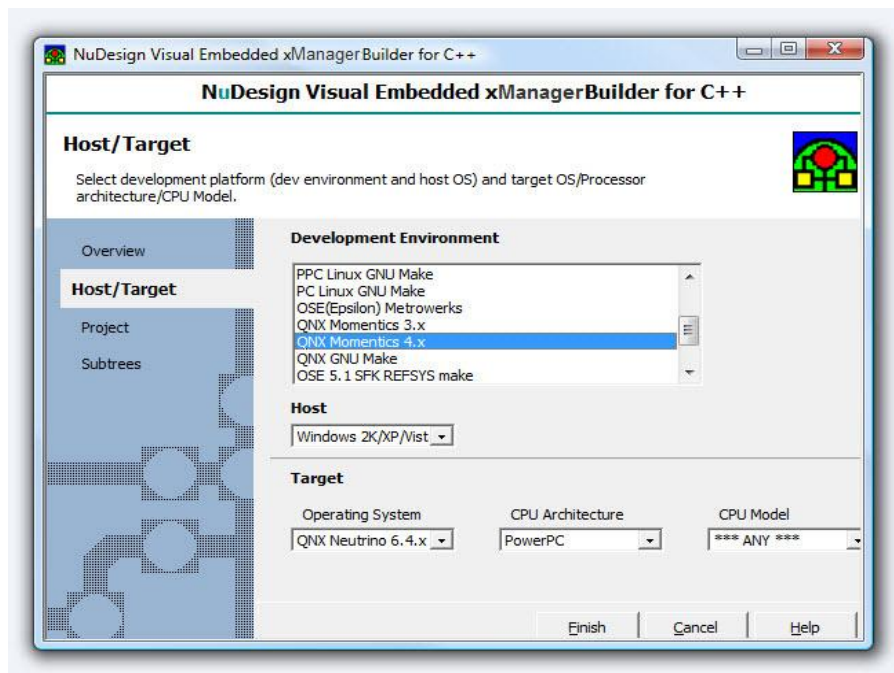 NuDesign Visual Embedded xManagerBuilder for C++
NuDesign Visual Embedded xManagerBuilder for C++
Host/Target
Select development platform (dev environment and host OS) and target OS/Processor
architecture/CPU Model.
Overview
Host/Target
Project
Subtrees
Development Environment
PPC Linux GNU Make
PC Linux GNU Make
OSE(Epsilon) Metrowerks
QNX Momentics 3.x
QNX Momentics 4.x
QNX GNU Make
OSE 5.1 SFK REFSYS make
Host
Windows 2K/XP/Vist
Target
Operating System CPU Architecture CPU Model
QNX Neutrino 6.4.x PowerPC *** ANY ***
Finish Cancel Help